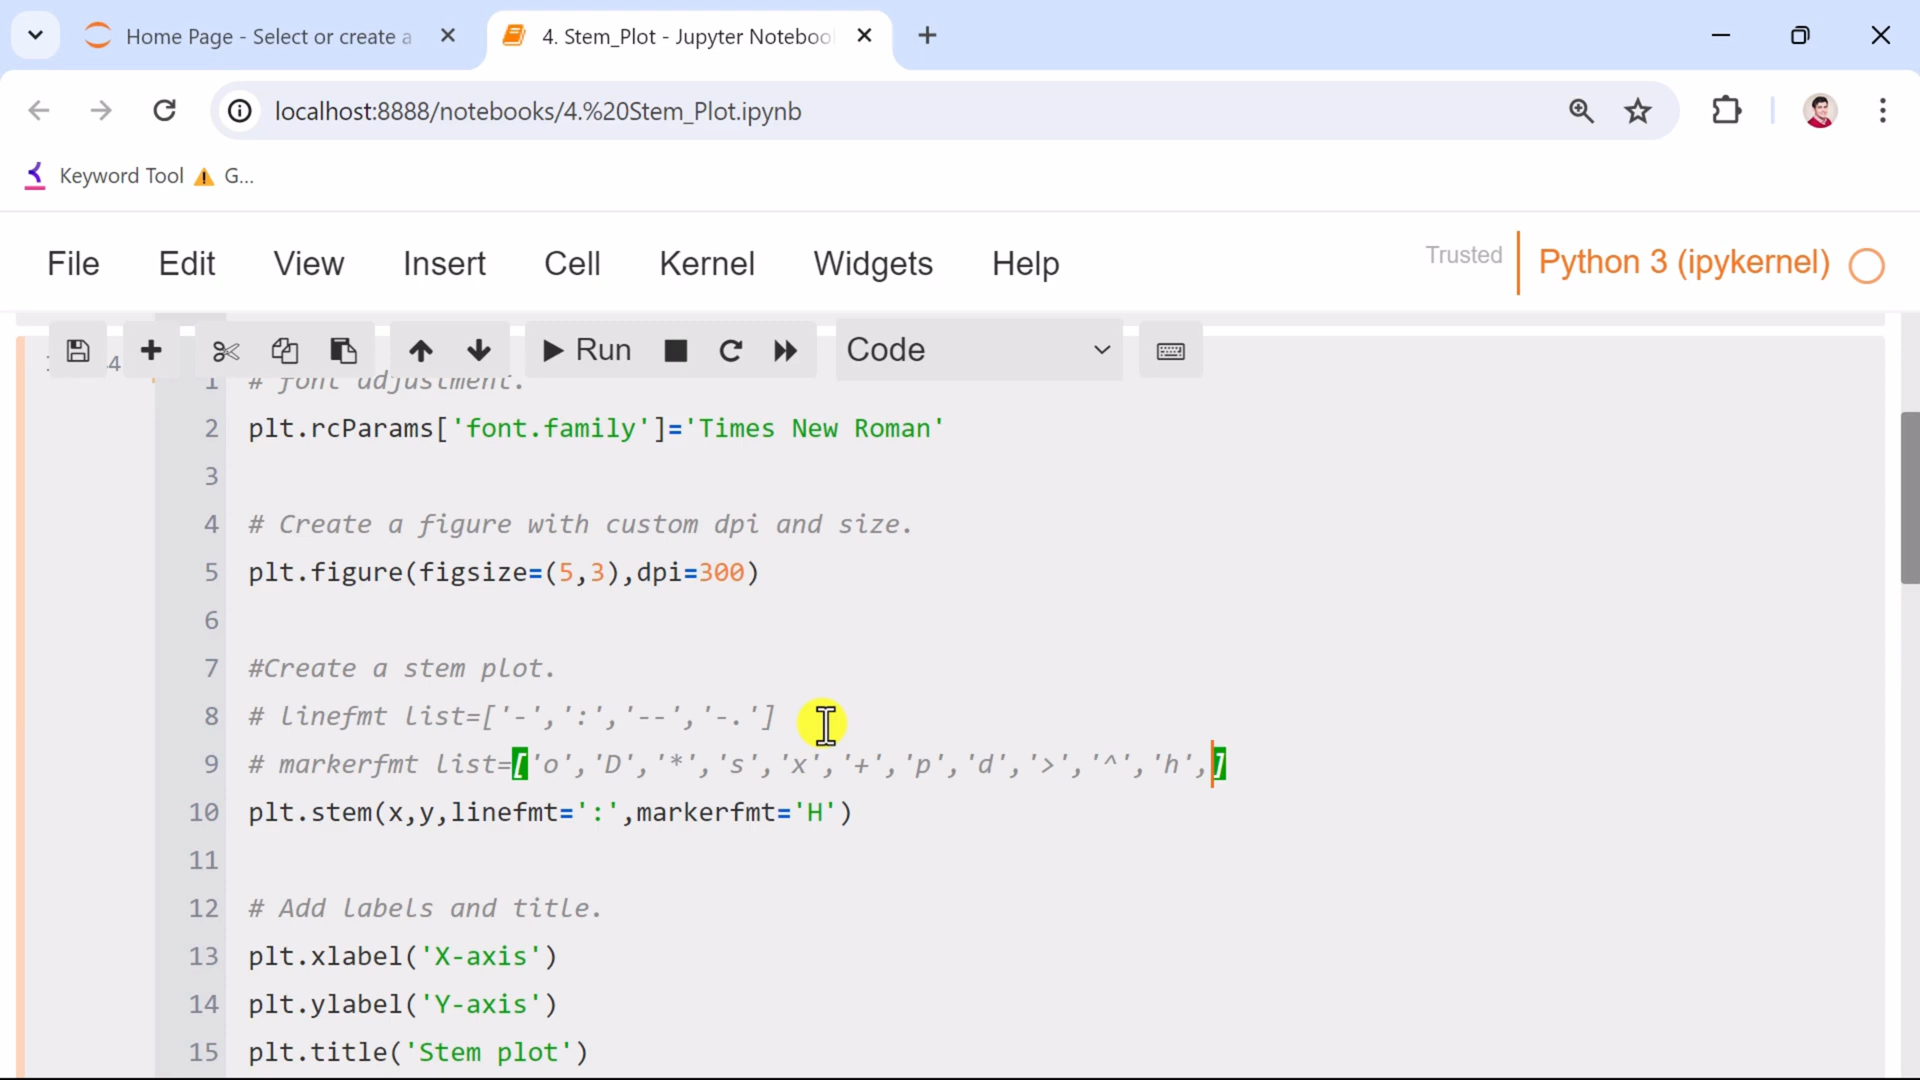 Home Page - Select or create a
4. Stem_Plot - Jupyter Noteboo
localhost:8888/notebooks/4.%20Stem_Plot.ipynb
Keyword Tool
G...
File Edit View Insert Cell Kernel Widgets Help
Trusted
Python 3 (ipykernel)
Run
Code
1 # font adjustment.
2 plt.rcParams['font.family']='Times New Roman'
3
4 # Create a figure with custom dpi and size.
5 plt.figure(figsize=(5,3),dpi=300)
6
7 #Create a stem plot.
8 # linefmt list=['-',':','--','-.']
9 # markerfmt list=['o','D','*','s','x','+','p','d','>','^','h',]
10 plt.stem(x,y,linefmt=':',markerfmt='H')
11
12 # Add labels and title.
13 plt.xlabel('X-axis')
14 plt.ylabel('Y-axis')
15 plt.title('Stem plot')